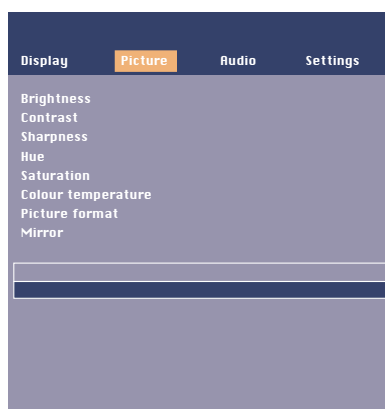 Display Picture Audio Settings
Brightness
Contrast
Sharpness
Hue
Saturation
Colour temperature
Picture format
Mirror